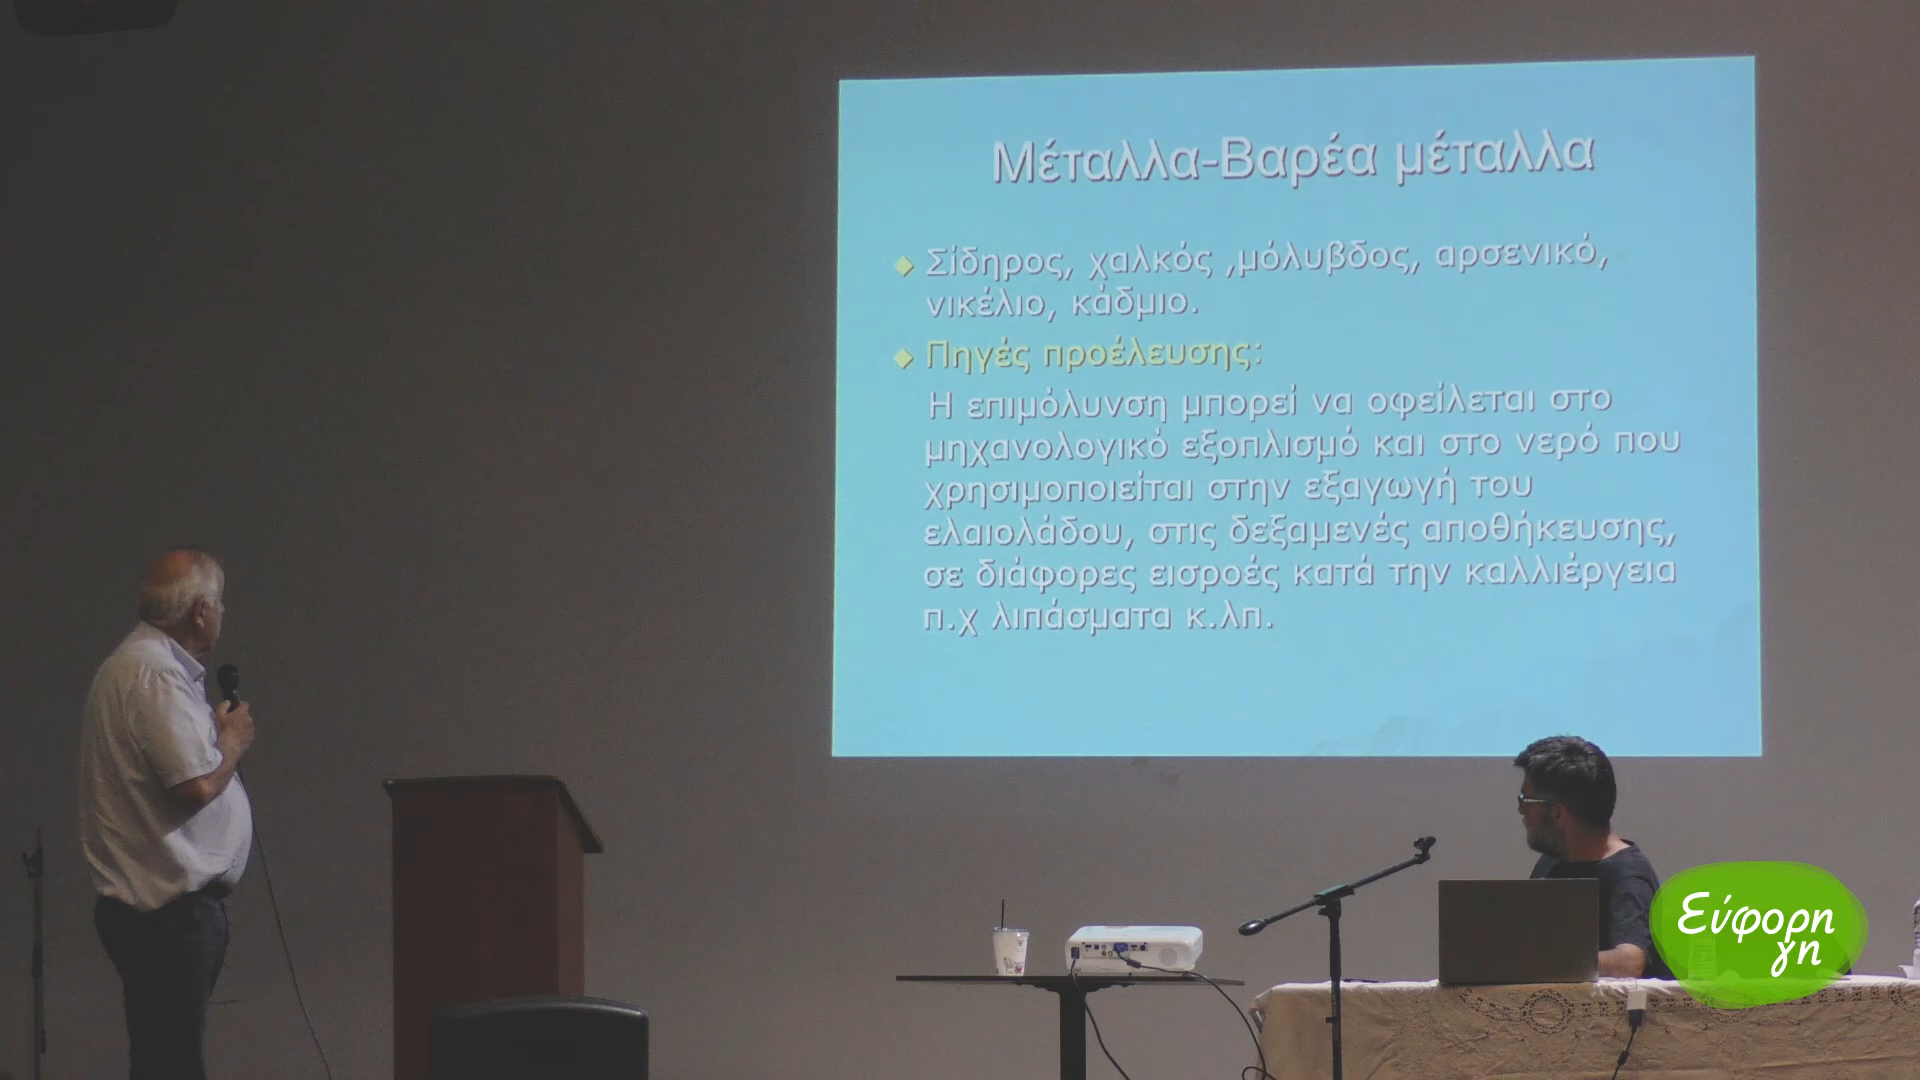 Μέταλλα-Βαρέα μέταλλα
Σίδηρος, χαλκός ,μόλυβδος, αρσενικό,
νικέλιο, κάδμιο.
Πηγές προέλευσης:
Η επιμόλυνση μπορεί να οφείλεται στο
μηχανολογικό εξοπλισμό και στο νερό που
χρησιμοποιείται στην εξαγωγή του
ελαιολάδου, στις δεξαμενές αποθήκευσης,
σε διάφορες εισροές κατά την καλλιέργεια
π.χ λιπάσματα κ.λπ.
Εύφορη
γη